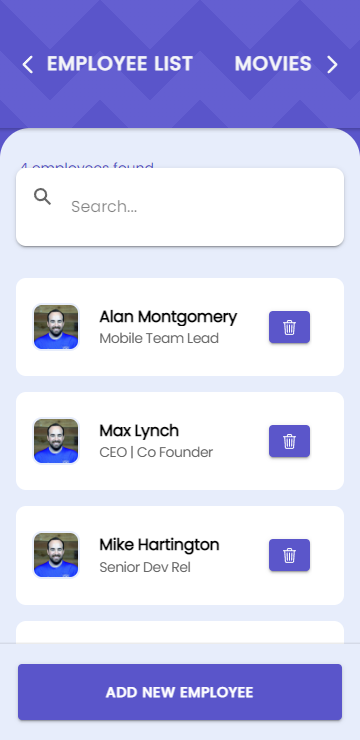 EMPLOYEE LIST MOVIES
4 employees found
Search...
Alan Montgomery
Mobile Team Lead
Max Lynch
CEO | Co Founder
Mike Hartington
Senior Dev Rel
ADD NEW EMPLOYEE